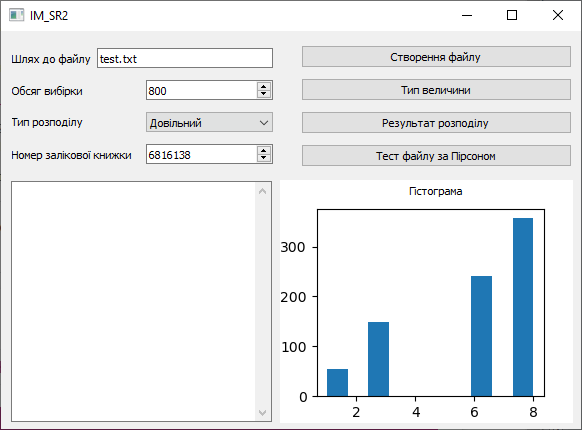 IM_SR2
Шлях до файлу test.txt
Створення файлу
Обсяг вибірки 800
Тип величини
Тип розподілу Довільний
Результат розподілу
Номер залікової книжки 6816138
Тест файлу за Пірсоном
Гістограма
300
200
100
0
2 4 6 8